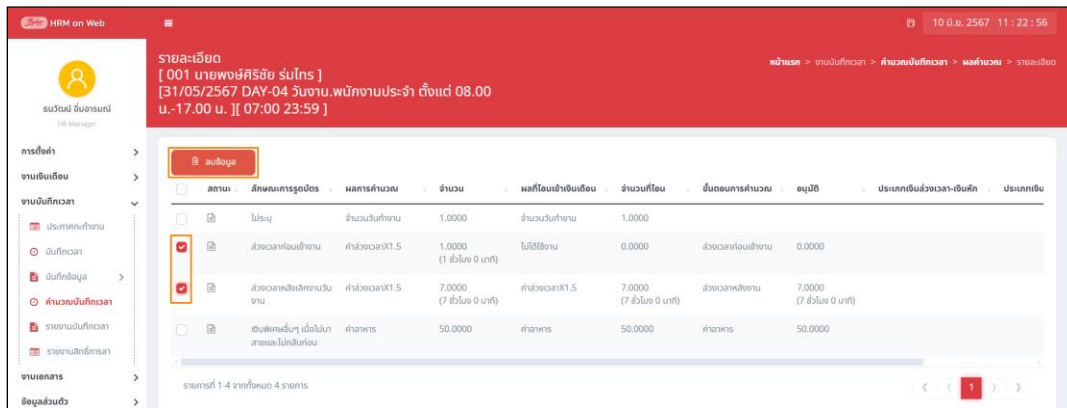 HRM on Web
10 มิ.ย. 2567 11 : 22 : 56
ธนวัฒน์ อิ่มอารมณ์
HR Manager
การตั้งค่า
งานเงินเดือน
งานบันทึกเวลา
ประเภทกะทำงาน
บันทึกเวลา
บันทึกข้อมูล
คำนวณบันทึกเวลา
รายงานบันทึกเวลา
รายงานสิทธิ์การลา
งานเอกสาร
ข้อมูลส่วนตัว
รายละเอียด
[ 001 นายพงษ์ศิริชัย ร่มไทร ]
[31/05/2567 DAY-04 วันงาน.พนักงานประจำ ตั้งแต่ 08.00
น.-17.00 น. ][ 07:00 23:59 ]
หน้าแรก > งานบันทึกเวลา > คำนวณบันทึกเวลา > ผลคำนวณ > รายละเอียด
ลบข้อมูล
สถานะ ลักษณะการรูดบัตร ผลการคำนวณ จำนวน ผลที่โอนเข้าเงินเดือน จำนวนที่โอน ขั้นตอนการคำนวณ อนุมัติ ประเภทเงินล่วงเวลา-เงินหัก ประเภทเงิน
ไม่ระบุ จำนวนวันทำงาน 1.0000 จำนวนวันทำงาน 1.0000
ล่วงเวลาก่อนเข้างาน ค่าล่วงเวลาX1.5 1.0000 ไม่ได้ใช้งาน 0.0000 ล่วงเวลาก่อนเข้างาน 0.0000
(1 ชั่วโมง 0 นาที)
ล่วงเวลาหลังเลิกงานวัน ค่าล่วงเวลาX1.5 7.0000 ค่าล่วงเวลาX1.5 7.0000 ล่วงเวลาหลังงาน 7.0000
งาน (7 ชั่วโมง 0 นาที) (7 ชั่วโมง 0 นาที) (7 ชั่วโมง 0 นาที)
เงินพิเศษอื่นๆ เมื่อไม่มา ค่าอาหาร 50.0000 ค่าอาหาร 50.0000 ค่าอาหาร 50.0000
สายและไม่กลับก่อน
รายการที่ 1-4 จากทั้งหมด 4 รายการ
1